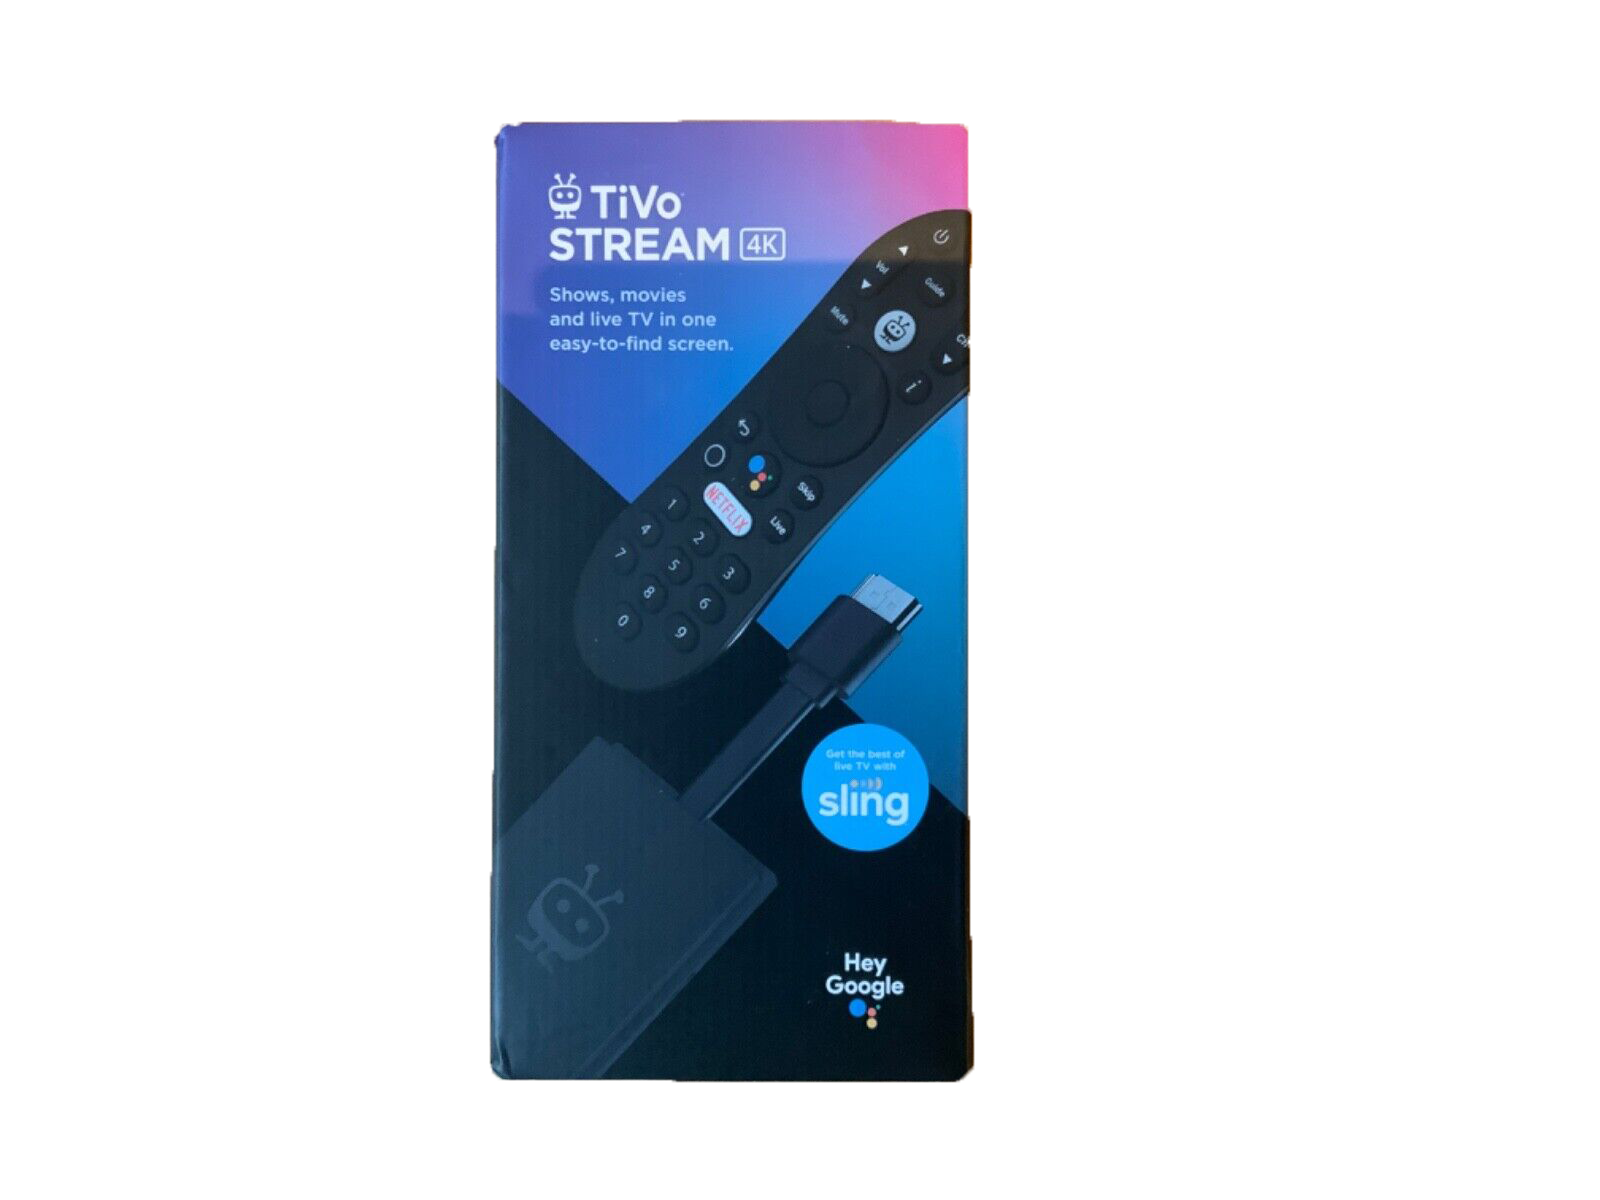 TiVo
STREAM 4K
Shows, movies
and live TV in one
easy-to-find screen.
Vol
Guide
Mute
Ch
i
NETFLIX
Skip
Live
1
2
3
4
5
6
7
8
9
0
Get the best of
live TV with
sling
Hey
Google